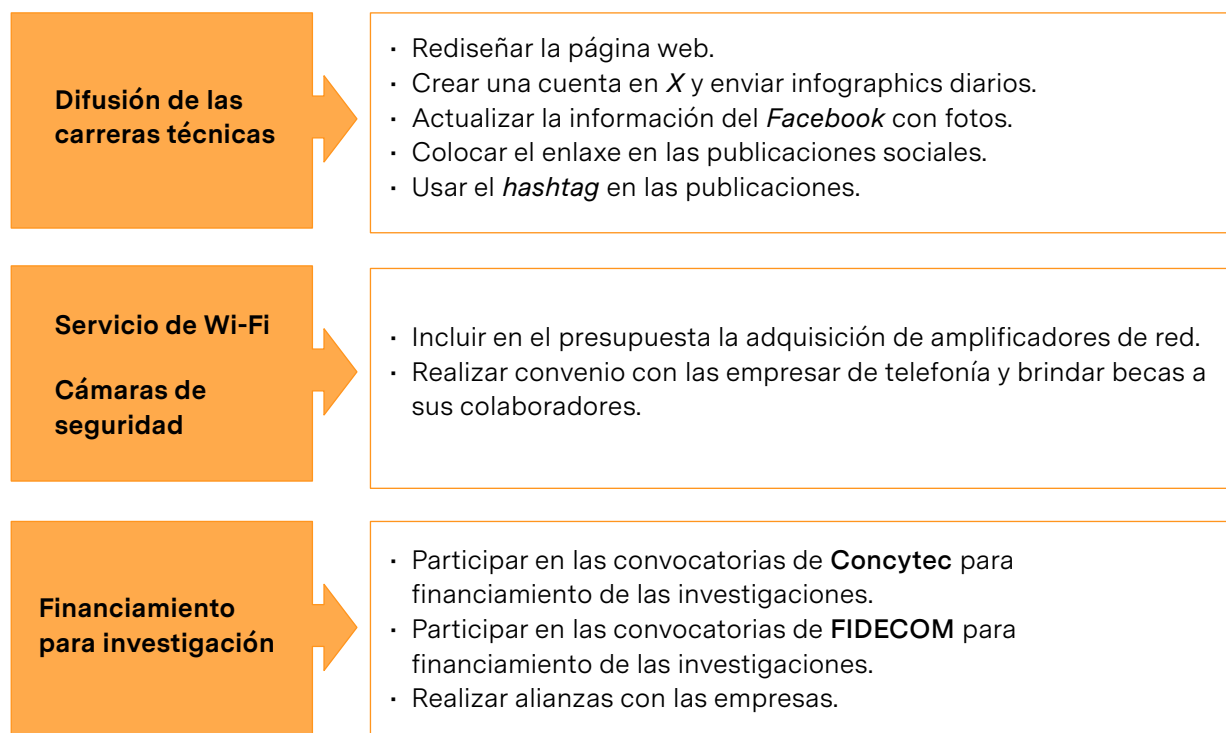 Difusión de las
carreras técnicas
· Rediseñar la página web.
· Crear una cuenta en X y enviar infographics diarios.
· Actualizar la información del Facebook con fotos.
· Colocar el enlaxe en las publicaciones sociales.
· Usar el hashtag en las publicaciones.
Servicio de Wi-Fi
Cámaras de
seguridad
· Incluir en el presupuesta la adquisición de amplificadores de red.
· Realizar convenio con las empresar de telefonía y brindar becas a
sus colaboradores.
Financiamiento
para investigación
· Participar en las convocatorias de Concytec para
financiamiento de las investigaciones.
· Participar en las convocatorias de FIDECOM para
financiamiento de las investigaciones.
· Realizar alianzas con las empresas.